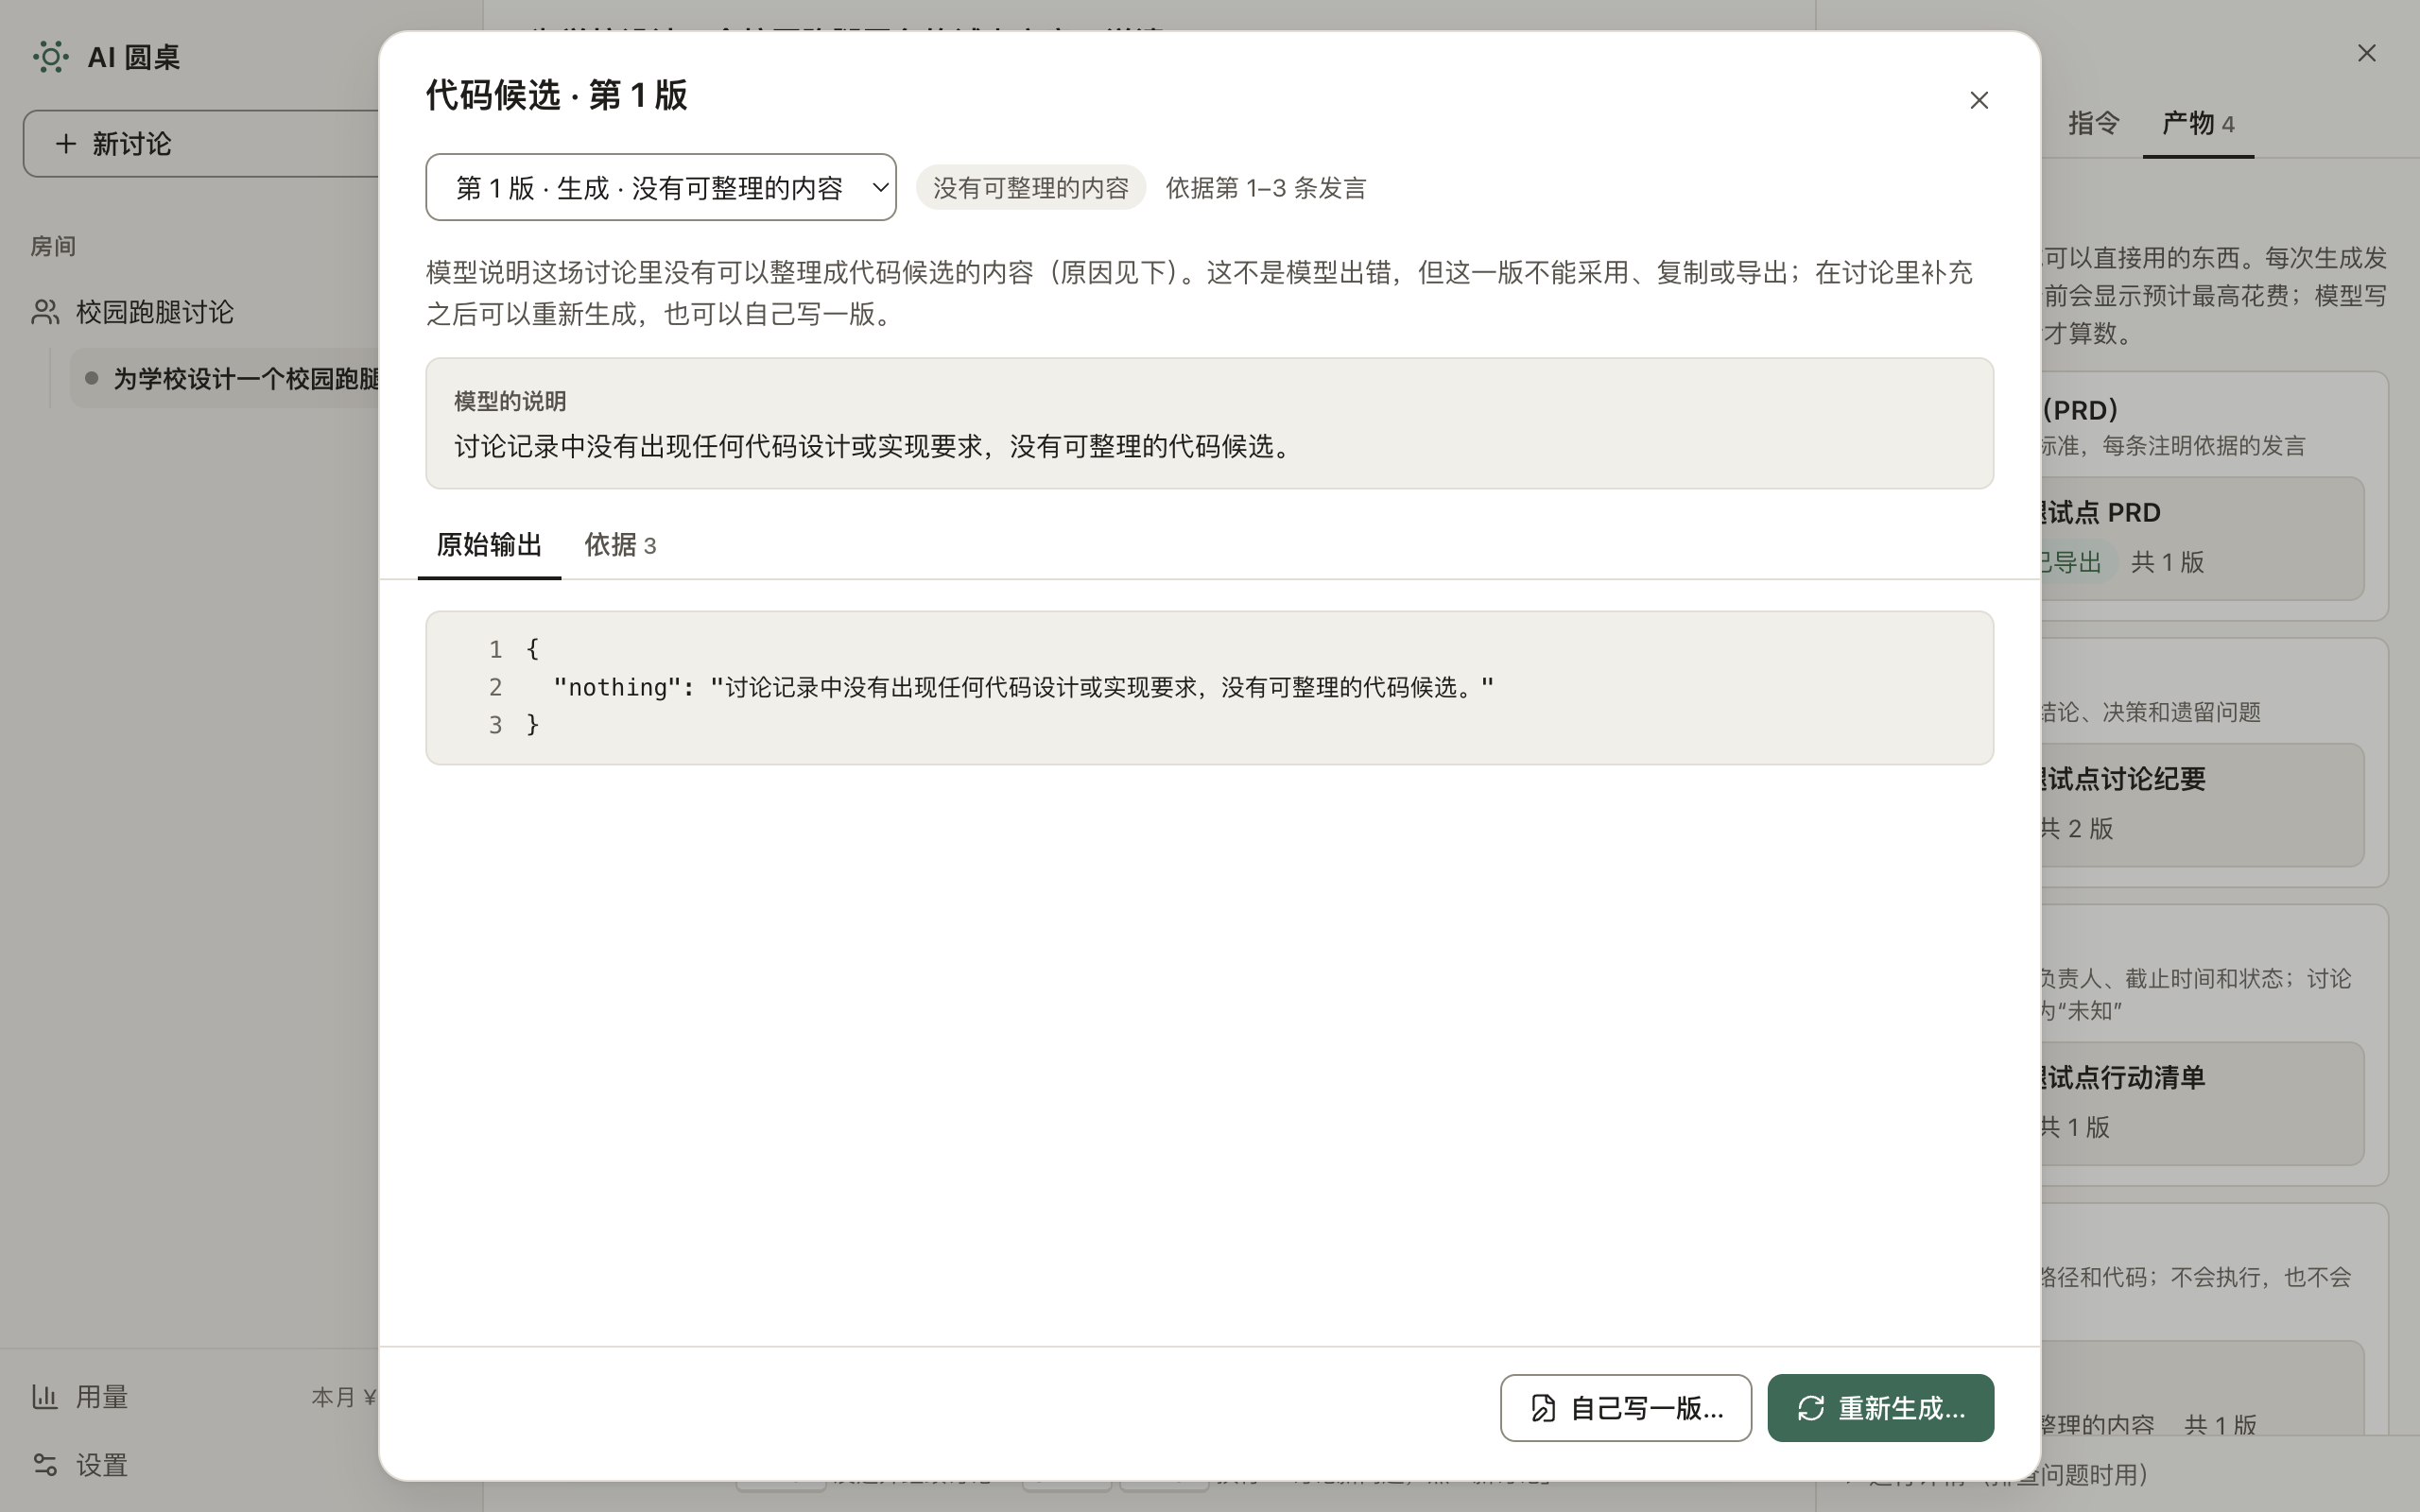 AI 圆桌
新讨论
房间
校园跑腿讨论
为学校设计一个校园跑腿
用量
本月 ¥
设置
代码候选 · 第 1 版
第 1 版 · 生成 · 没有可整理的内容
没有可整理的内容
依据第 1–3 条发言
模型说明这场讨论里没有可以整理成代码候选的内容（原因见下）。这不是模型出错，但这一版不能采用、复制或导出；在讨论里补充
之后可以重新生成，也可以自己写一版。
模型的说明
讨论记录中没有出现任何代码设计或实现要求，没有可整理的代码候选。
原始输出
依据 3
1 {
2 "nothing": "讨论记录中没有出现任何代码设计或实现要求，没有可整理的代码候选。"
3 }
自己写一版...
重新生成...
指令
产物 4
可以直接用的东西。每次生成发
前会显示预计最高花费；模型写
才算数。
（PRD）
标准，每条注明依据的发言
试点 PRD
已导出
共 1 版
结论、决策和遗留问题
试点讨论纪要
共 2 版
负责人、截止时间和状态；讨论
为“未知”
试点行动清单
共 1 版
路径和代码；不会执行，也不会
整理的内容
共 1 版
问题时用）